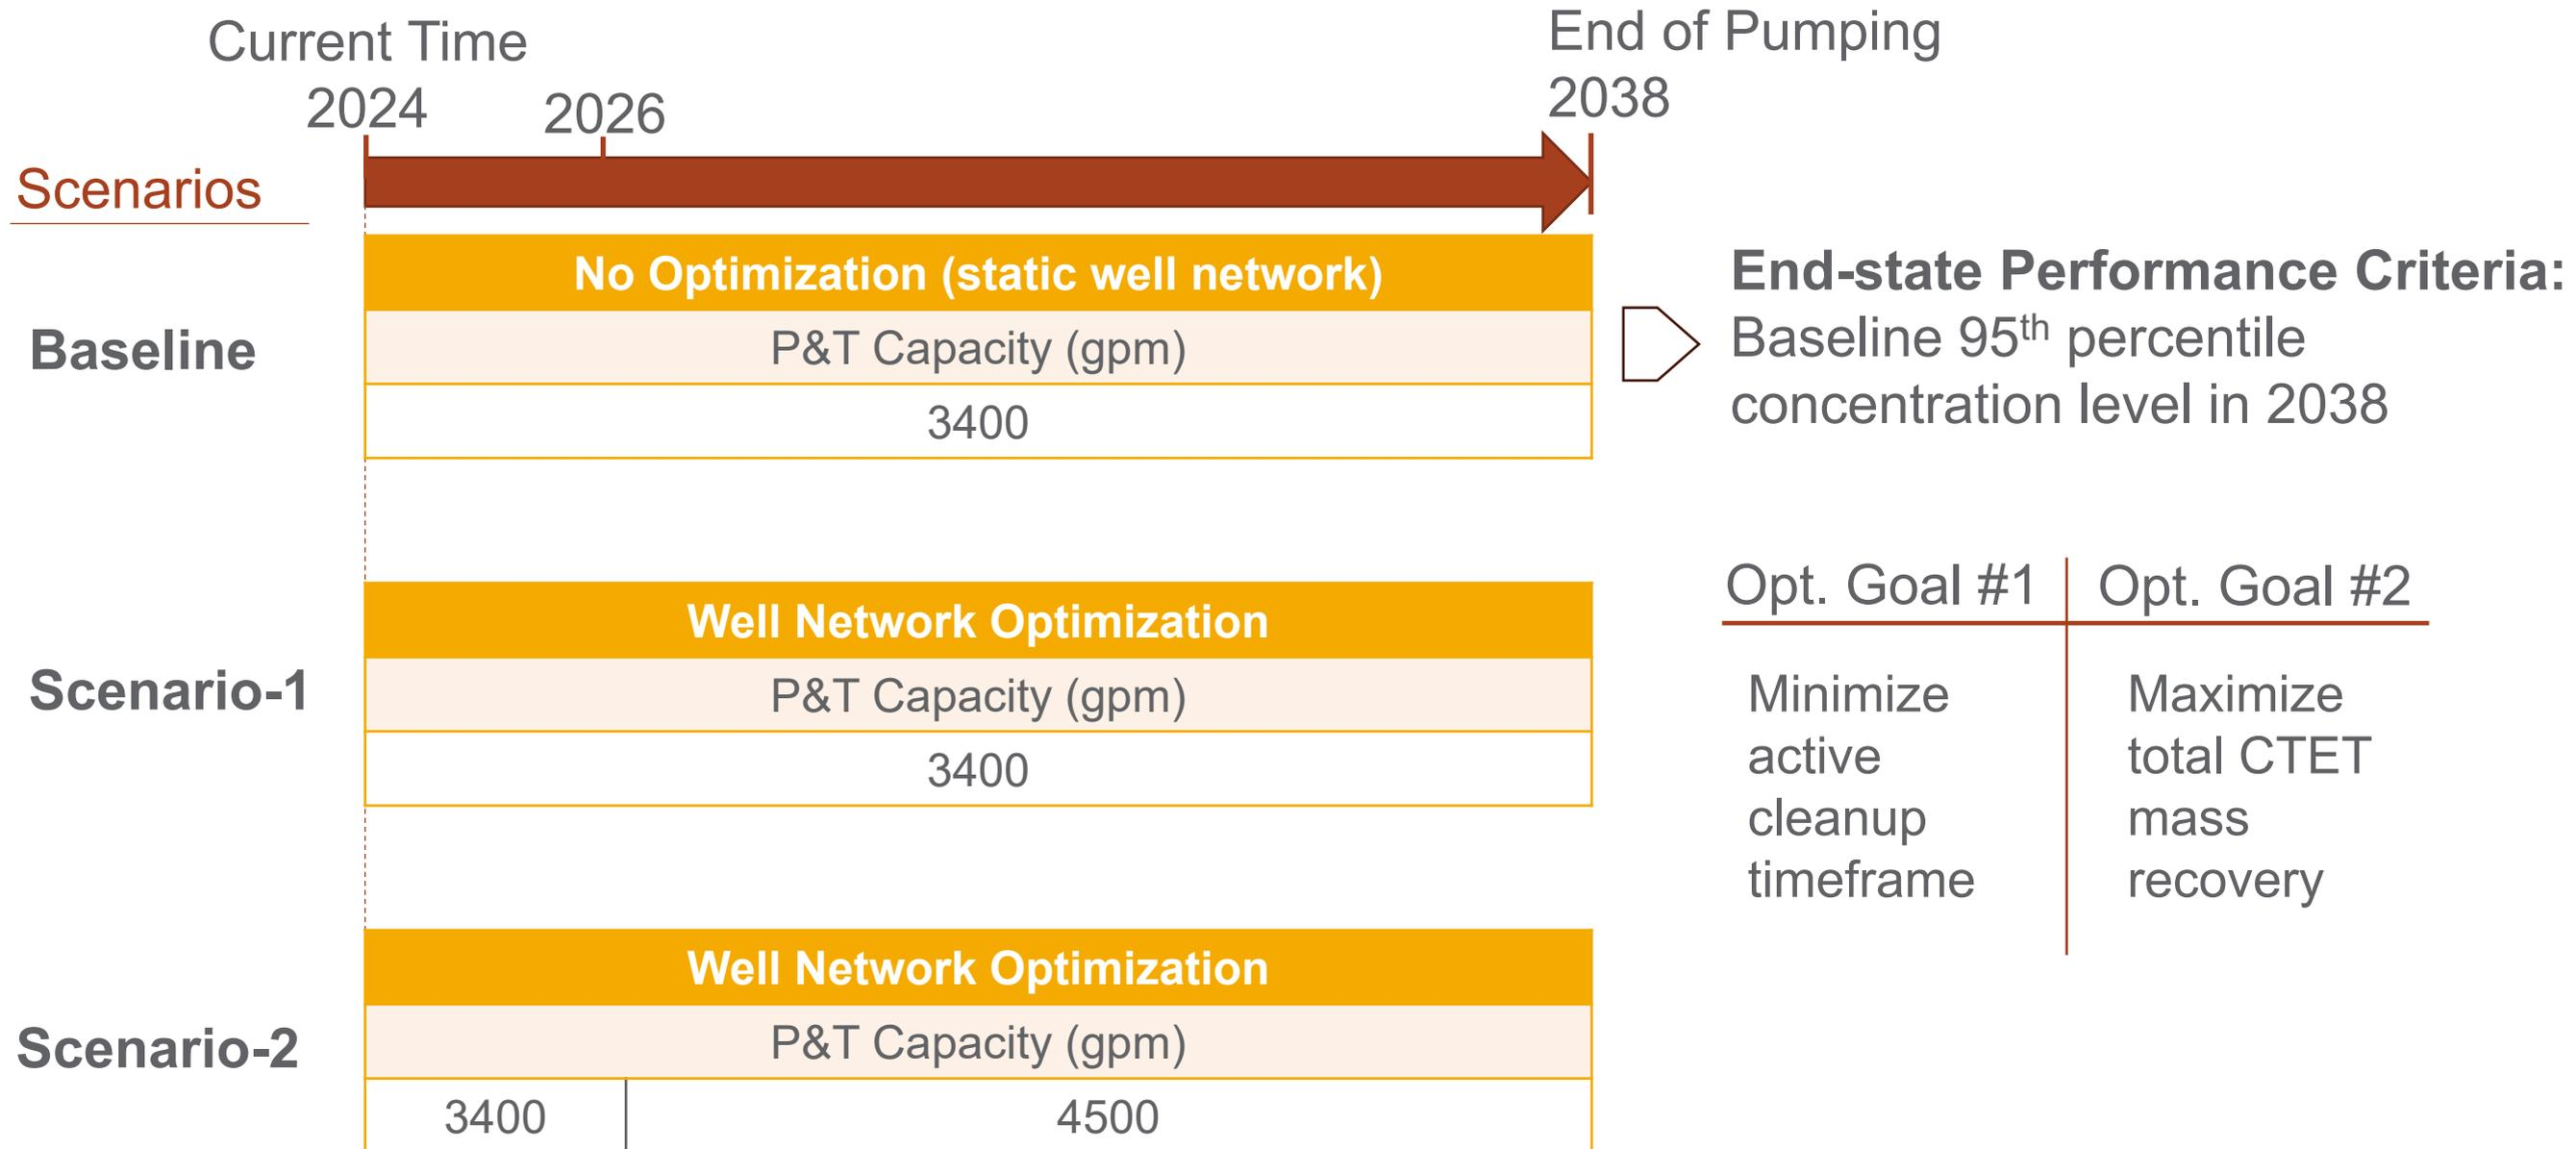 Current Time
2024
2026
End of Pumping
2038
Scenarios
Baseline
No Optimization (static well network)
P&T Capacity (gpm)
3400
End-state Performance Criteria:
Baseline 95th percentile
concentration level in 2038
Scenario-1
Well Network Optimization
P&T Capacity (gpm)
3400
Opt. Goal #1
Minimize
active
cleanup
timeframe
Opt. Goal #2
Maximize
total CTET
mass
recovery
Scenario-2
Well Network Optimization
P&T Capacity (gpm)
3400
4500